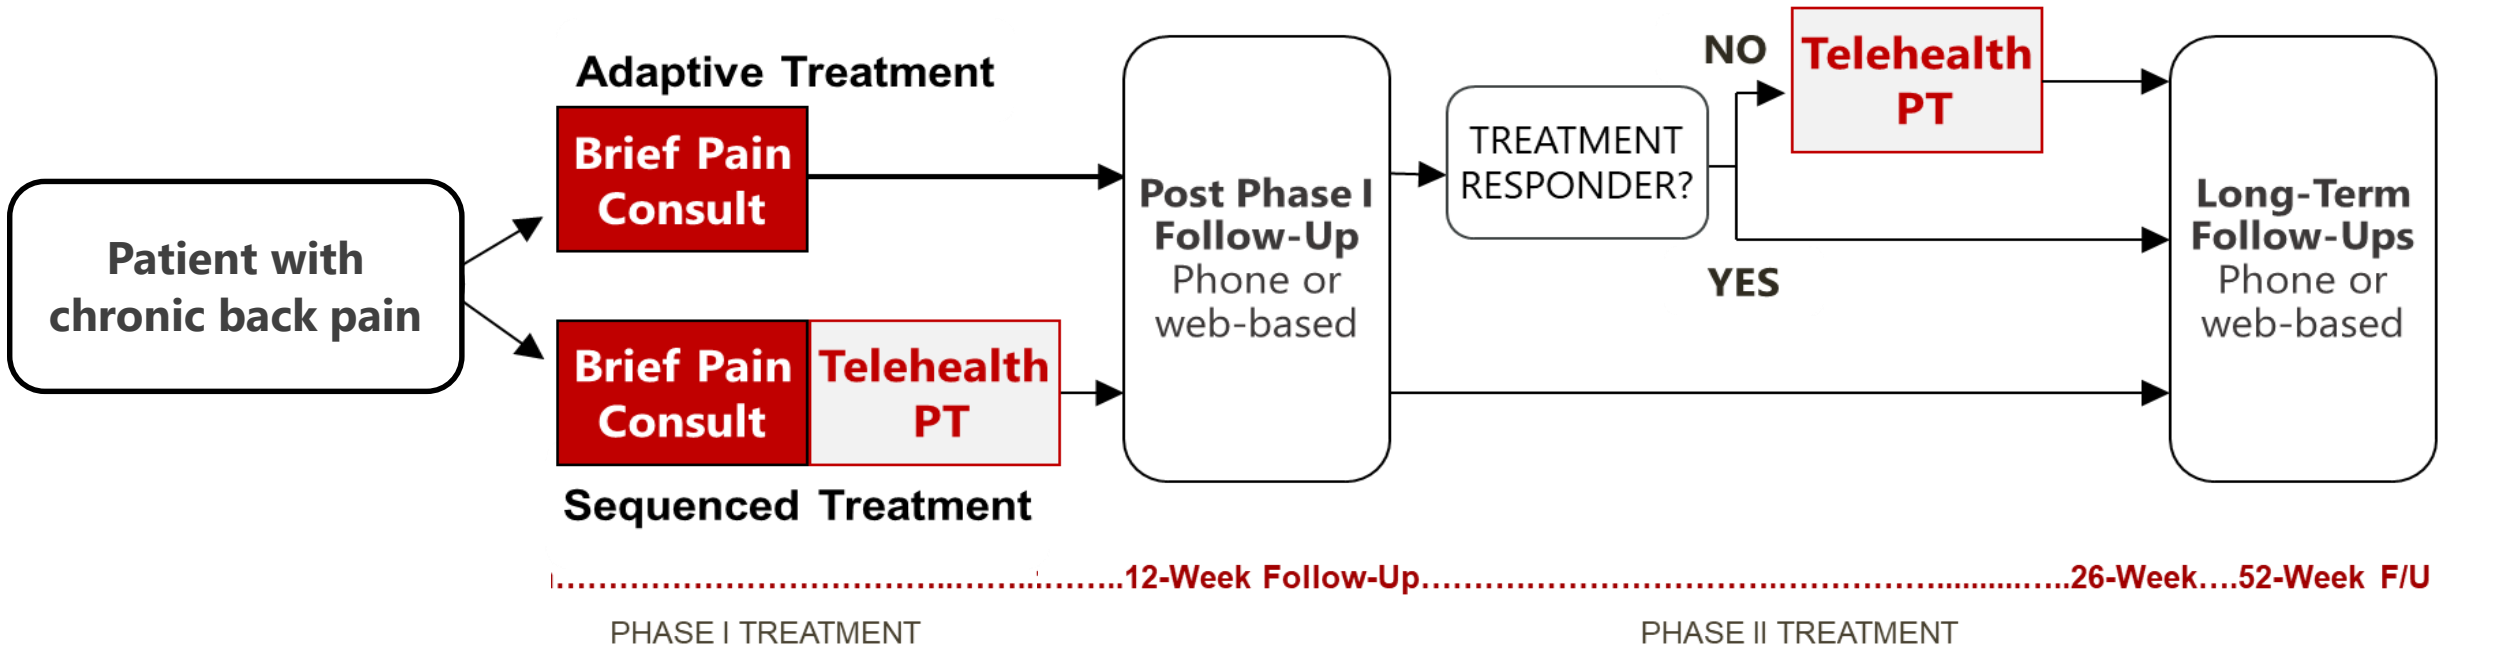 Patient with
chronic back pain
Adaptive Treatment
Brief Pain
Consult
Brief Pain
Consult
Telehealth
PT
Sequenced Treatment
Post Phase I
Follow-Up
Phone or
web-based
TREATMENT
RESPONDER?
NO
YES
Telehealth
PT
Long-Term
Follow-Ups
Phone or
web-based
12-Week Follow-Up 26-Week....52-Week F/U
PHASE I TREATMENT
PHASE II TREATMENT